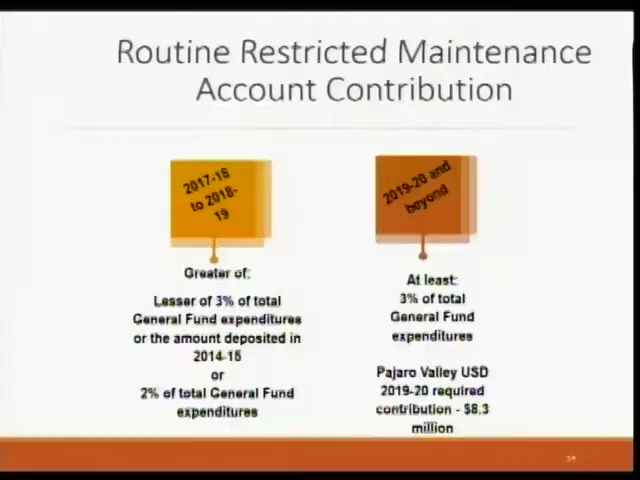 Routine Restricted Maintenance
Account Contribution
2017-18
to 2018-
19
Greater of:
Lesser of 3% of total
General Fund expenditures
or the amount deposited in
2014-15
or
2% of total General Fund
expenditures
2019-20 and
beyond
At least:
3% of total
General Fund
expenditures
Pajaro Valley USD
2019-20 required
contribution - $8.3
million